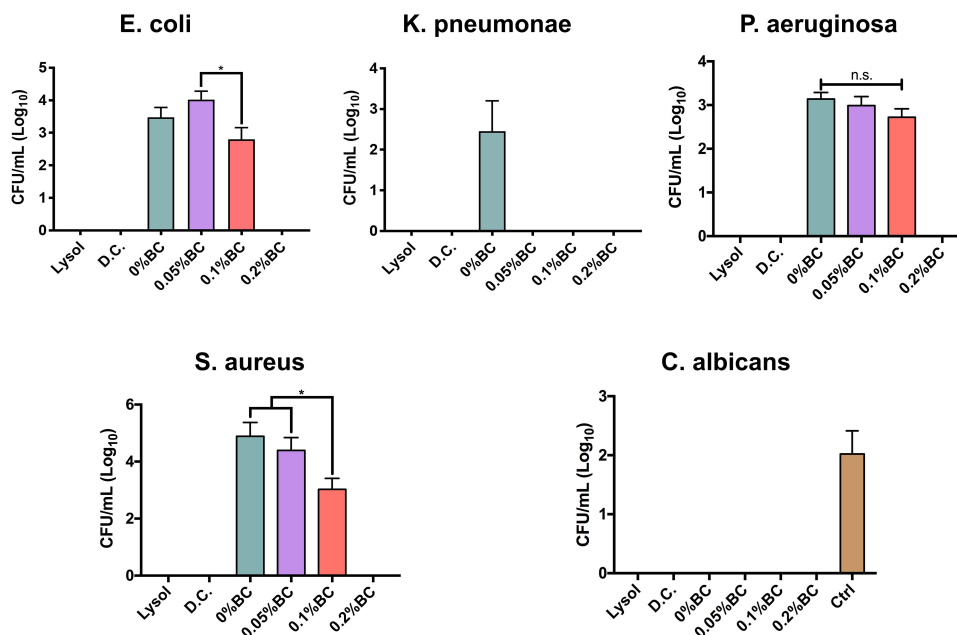 E. coli
CFU/mL (Log10)
5
4
3
2
1
0
*
Lysol
D.C.
0%BC
0.05%BC
0.1%BC
0.2%BC
K. pneumonae
CFU/mL (Log10)
4
3
2
1
0
Lysol
D.C.
0%BC
0.05%BC
0.1%BC
0.2%BC
P. aeruginosa
CFU/mL (Log10)
4
3
2
1
0
n.s.
Lysol
D.C.
0%BC
0.05%BC
0.1%BC
0.2%BC
S. aureus
CFU/mL (Log10)
6
4
2
0
*
Lysol
D.C.
0%BC
0.05%BC
0.1%BC
0.2%BC
C. albicans
CFU/mL (Log10)
3
2
1
0
Lysol
D.C.
0%BC
0.05%BC
0.1%BC
0.2%BC
Ctrl